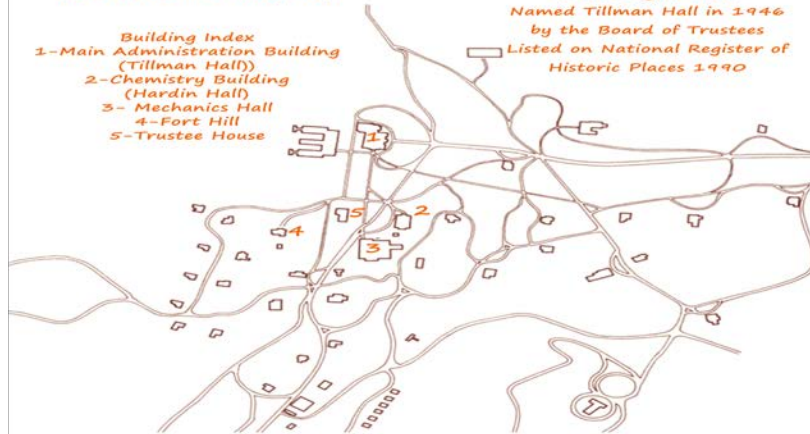 Building Index
1-Main Administration Building
(Tillman Hall))
2-Chemistry Building
(Hardin Hall)
3- Mechanics Hall
4-Fort Hill
5-Trustee House
Named Tillman Hall in 1946
by the Board of Trustees
Listed on National Register of
Historic Places 1990
1
5
2
4
3